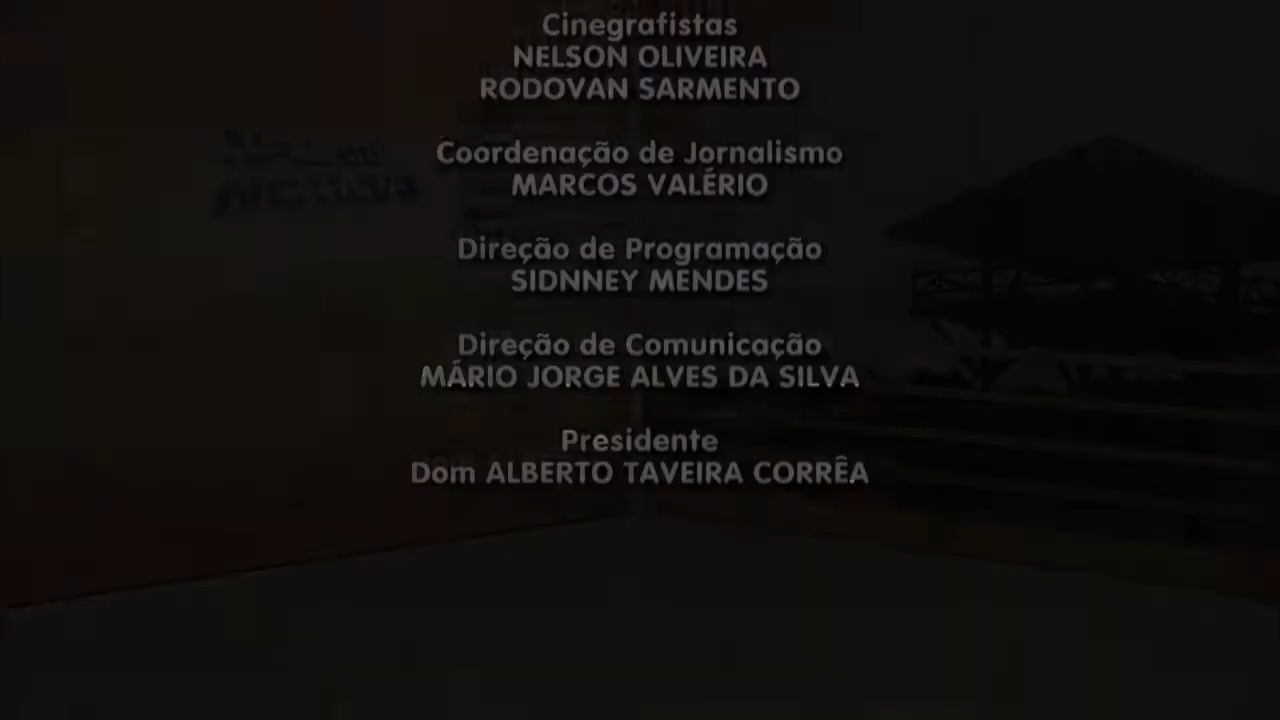 Cinegrafistas
NELSON OLIVEIRA
RODOVAN SARMENTO
Coordenação de Jornalismo
MARCOS VALÉRIO
Direção de Programação
SIDNNEY MENDES
Direção de Comunicação
MÁRIO JORGE ALVES DA SILVA
Presidente
Dom ALBERTO TAVEIRA CORRÊA